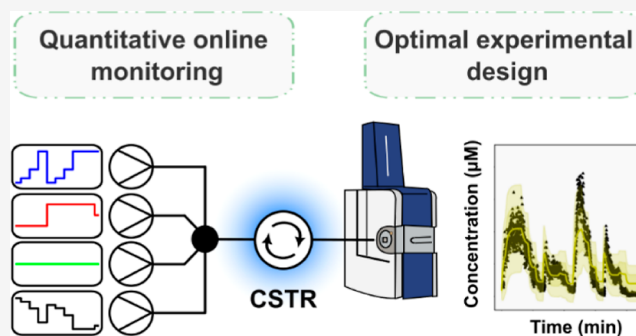 Quantitative online
monitoring
Optimal experimental
design
CSTR
Concentration (µM)
Time (min)